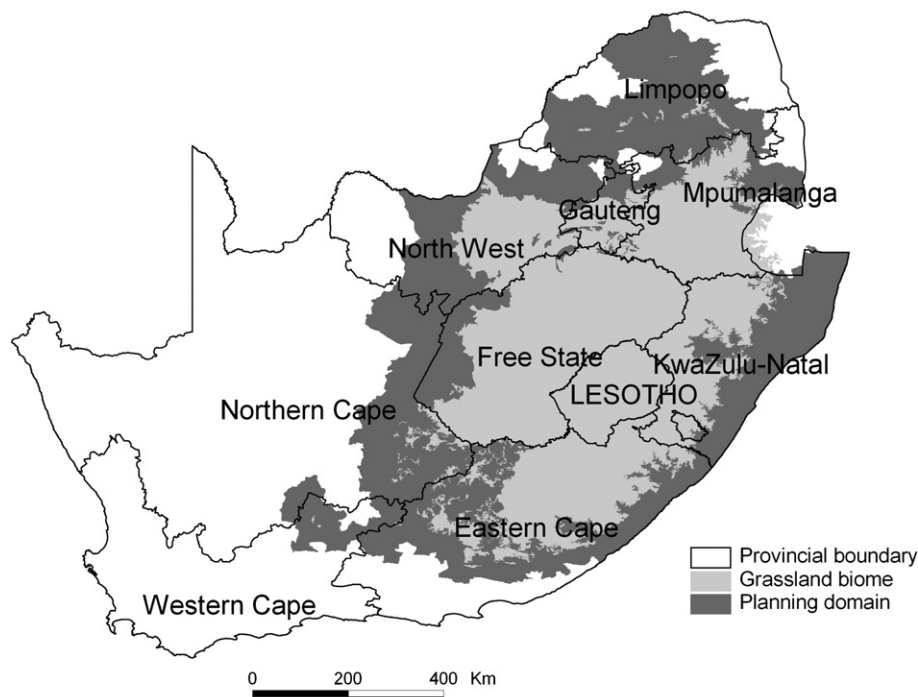 Limpopo
Mpumalanga
Gauteng
North West
Free State
KwaZulu-Natal
LESOTHO
Northern Cape
Eastern Cape
Western Cape
Provincial boundary
Grassland biome
Planning domain
0 200 400 Km